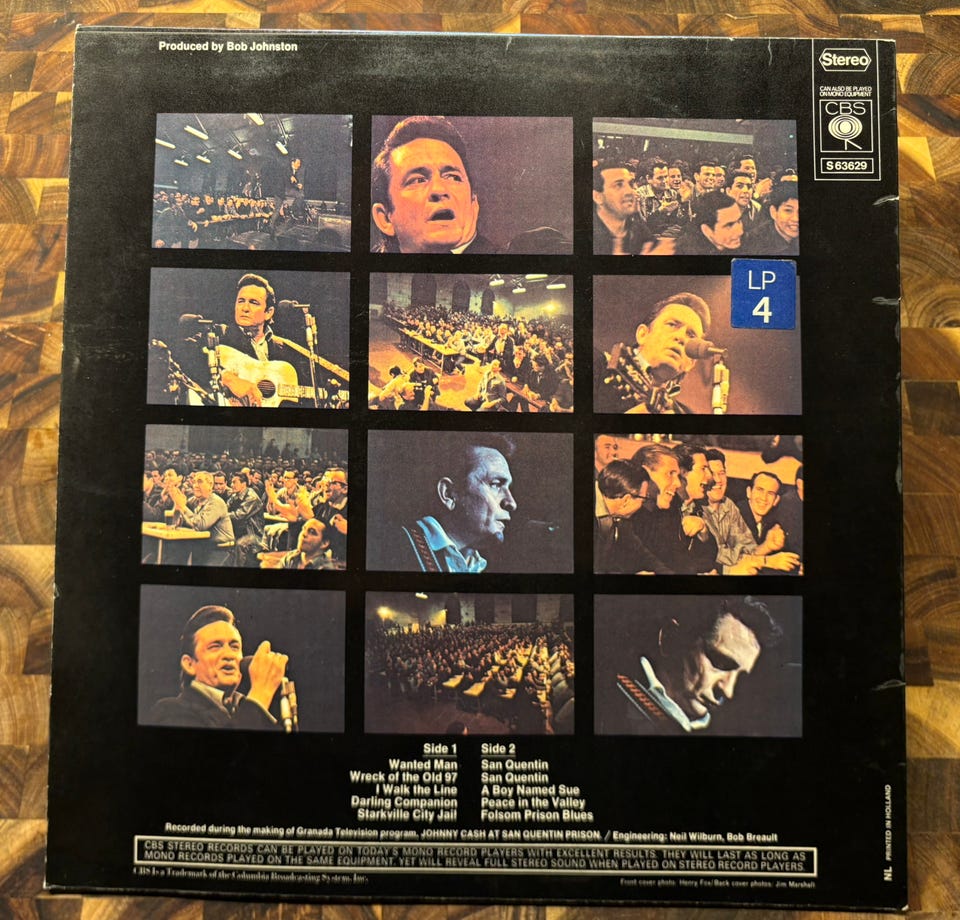 Produced by Bob Johnston
Stereo
CAN ALSO BE PLAYED
ON MONO EQUIPMENT
CBS
S 63629
LP
4
Side 1
Wanted Man
Wreck of the Old 97
I Walk the Line
Darling Companion
Starkville City Jail
Side 2
San Quentin
San Quentin
A Boy Named Sue
Peace in the Valley
Folsom Prison Blues
Recorded during the making of Granada Television program, JOHNNY CASH AT SAN QUENTIN PRISON. / Engineering: Neil Wilburn, Bob Breault
CBS STEREO RECORDS CAN BE PLAYED ON TODAY'S MONO RECORD PLAYERS WITH EXCELLENT RESULTS. THEY WILL LAST AS LONG AS
MONO RECORDS PLAYED ON THE SAME EQUIPMENT, YET WILL REVEAL FULL STEREO SOUND WHEN PLAYED ON STEREO RECORD PLAYERS.
CBS Is a Trademark of the Columbia Broadcasting System, Inc.
Front cover photo: Henry Fox/Back cover photos: Jim Marshall
NL PRINTED IN HOLLAND